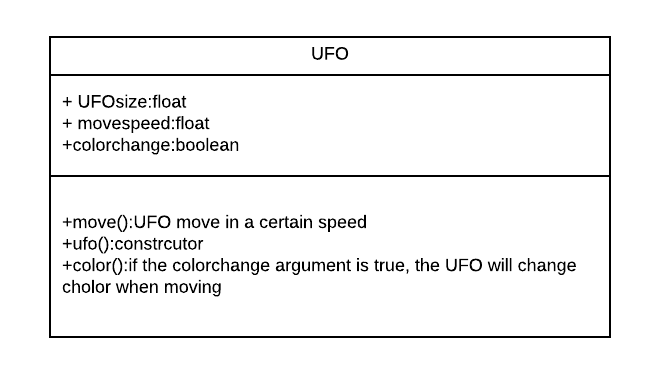 UFO
+ UFOsize:float
+ movespeed:float
+colorchange:boolean
+move():UFO move in a certain speed
+ufo():constrcutor
+color():if the colorchange argument is true, the UFO will change
cholor when moving